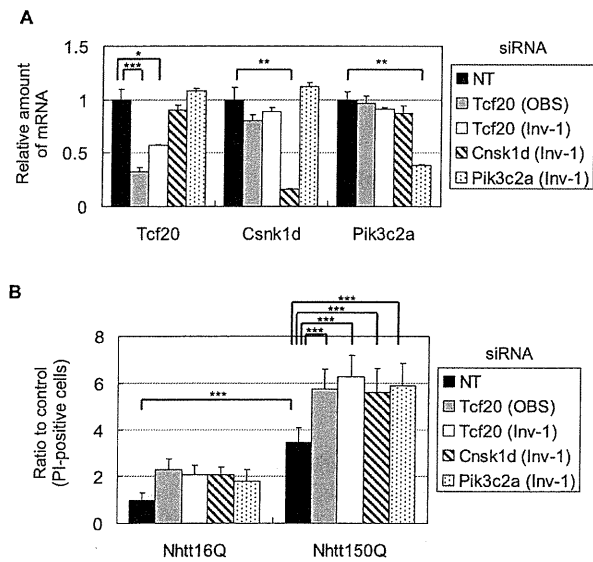 A
siRNA
Relative amount
of mRNA
1.5
1
0.5
0
*
***
**
**
NT
Tcf20 (OBS)
Tcf20 (Inv-1)
Cnsk1d (Inv-1)
Pik3c2a (Inv-1)
Tcf20
Csnk1d
Pik3c2a
B
siRNA
Ratio to control
(PI-positive cells)
8
6
4
2
0
***
***
***
***
***
NT
Tcf20 (OBS)
Tcf20 (Inv-1)
Cnsk1d (Inv-1)
Pik3c2a (Inv-1)
Nhtt16Q
Nhtt150Q